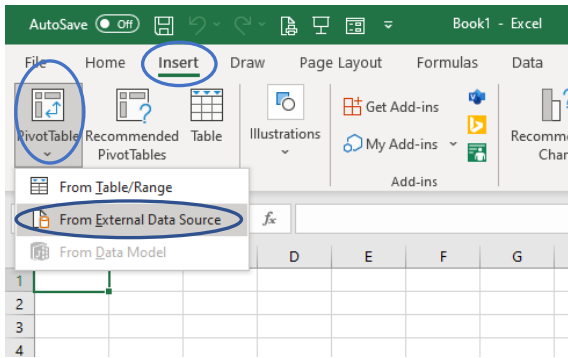 AutoSave Off Book1 - Excel
File Home Insert Draw Page Layout Formulas Data
PivotTable Recommended PivotTables Table Illustrations Get Add-ins
My Add-ins
Add-ins
From Table/Range
From External Data Source fx
From Data Model
D E F G
1
2
3
4